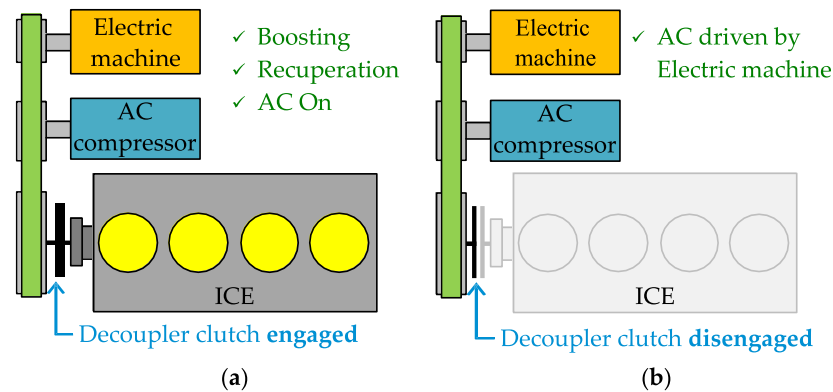 Electric
machine
✓ Boosting
✓ Recuperation
✓ AC On
AC
compressor
ICE
Decoupler clutch engaged
(a)
Electric
machine
✓ AC driven by
Electric machine
AC
compressor
ICE
Decoupler clutch disengaged
(b)